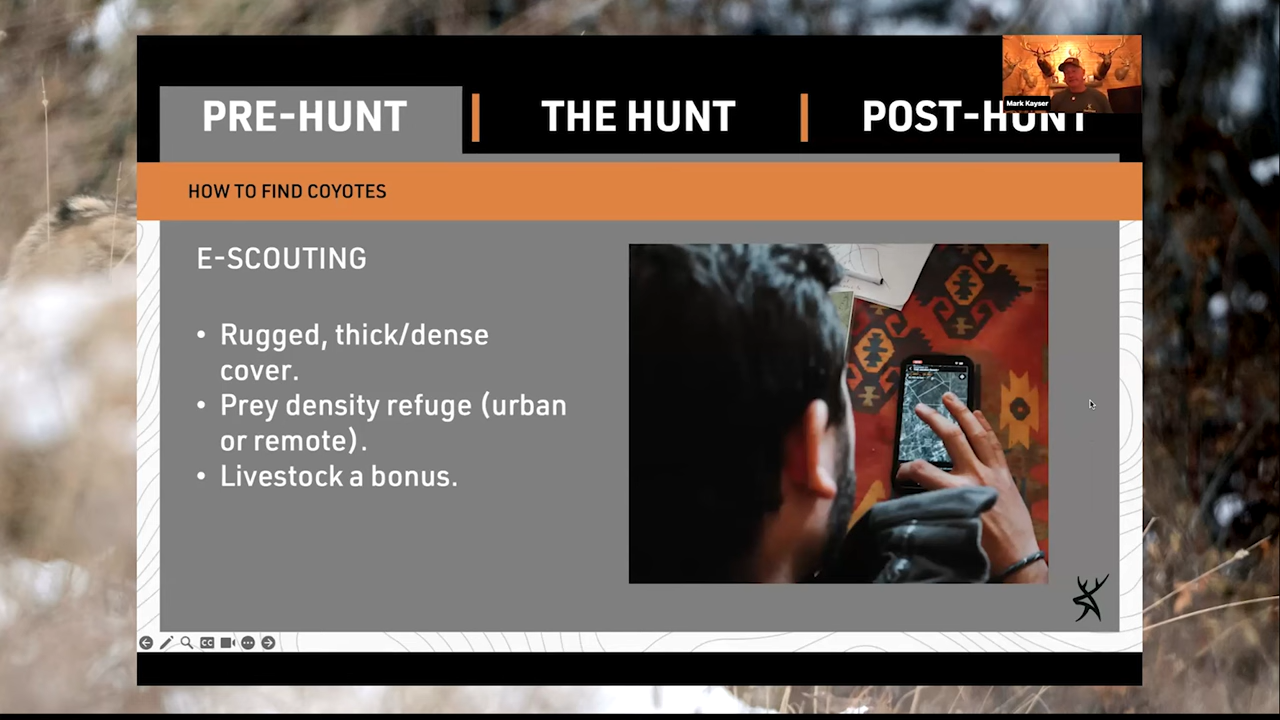 PRE-HUNT
THE HUNT
POST-HUNT
Mark Kayser
HOW TO FIND COYOTES
E-SCOUTING
• Rugged, thick/dense
cover.
• Prey density refuge (urban
or remote).
• Livestock a bonus.
CC